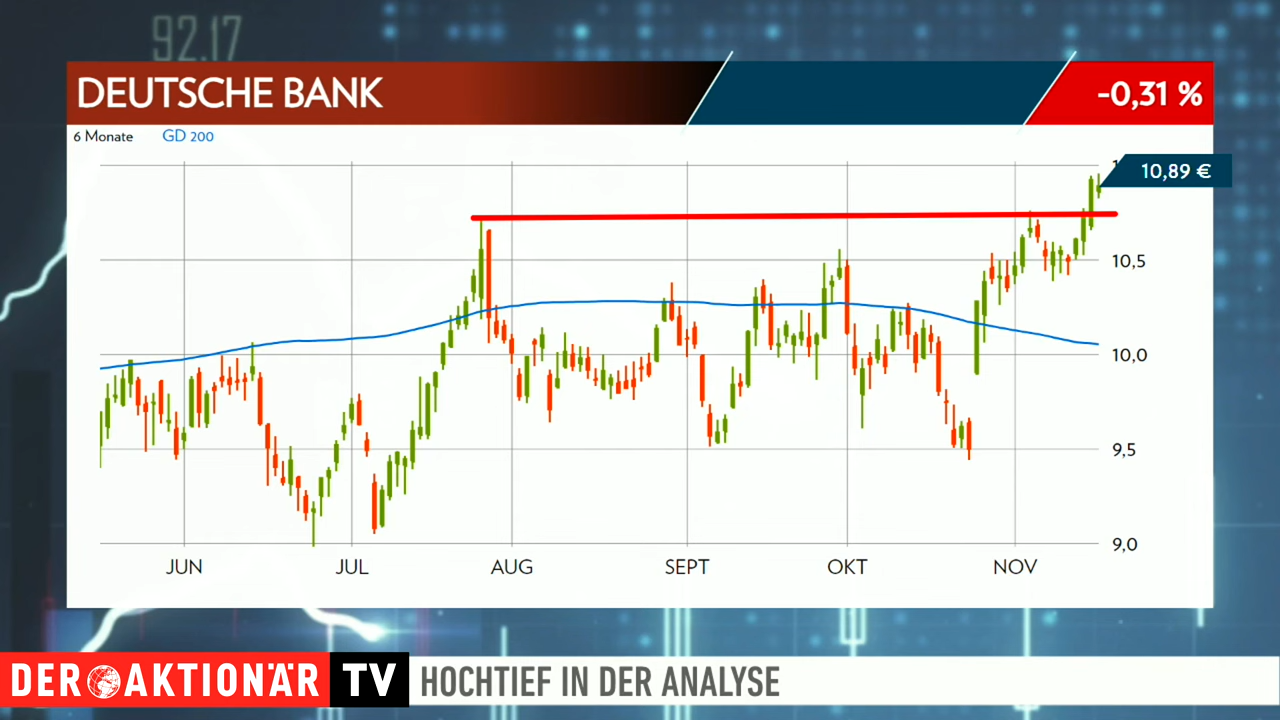 92.17
DEUTSCHE BANK
-0,31 %
6 Monate GD 200
10,89 €
10,5
10,0
9,5
9,0
JUN JUL AUG SEPT OKT NOV
DER AKTIONÄR TV HOCHTIEF IN DER ANALYSE